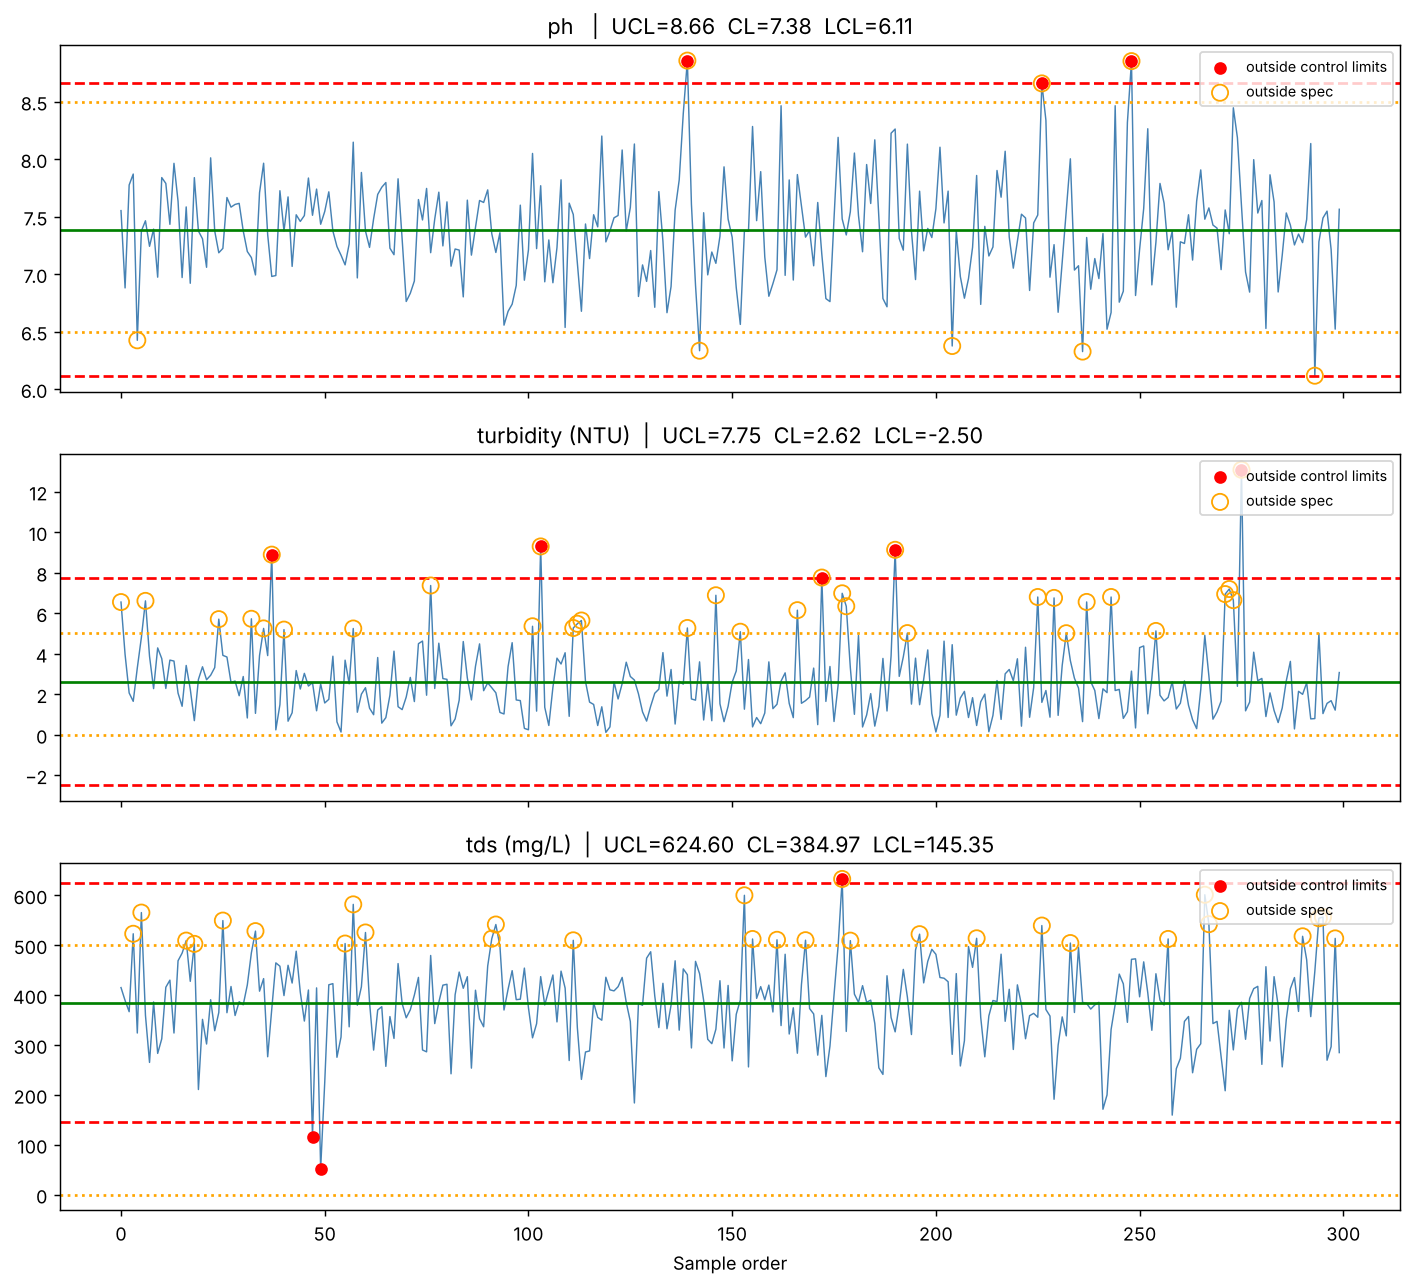 ph | UCL=8.66 CL=7.38 LCL=6.11
outside control limits
outside spec
8.5
8.0
7.5
7.0
6.5
6.0
turbidity (NTU) | UCL=7.75 CL=2.62 LCL=-2.50
outside control limits
outside spec
12
10
8
6
4
2
0
−2
tds (mg/L) | UCL=624.60 CL=384.97 LCL=145.35
outside control limits
outside spec
600
500
400
300
200
100
0
0 50 100 150 200 250 300
Sample order